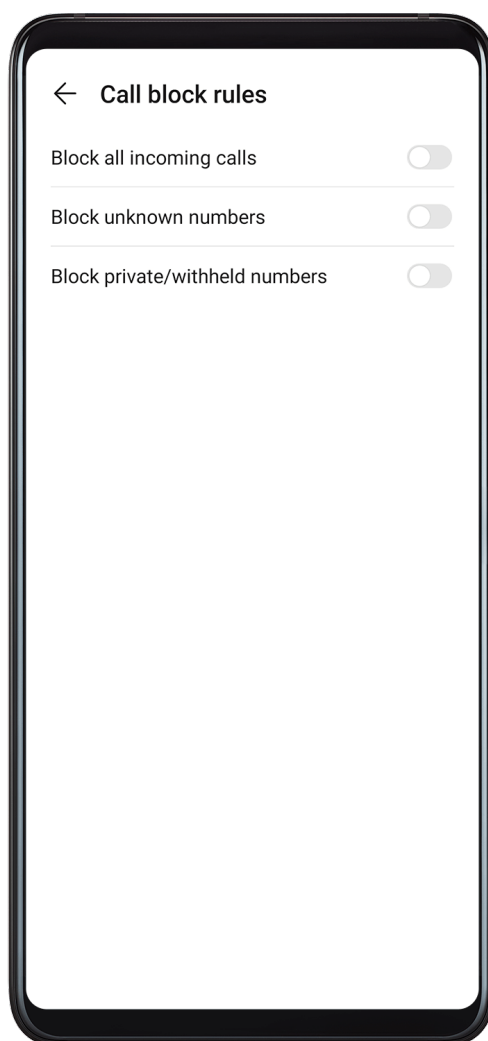 Call block rules
Block all incoming calls
Block unknown numbers
Block private/withheld numbers